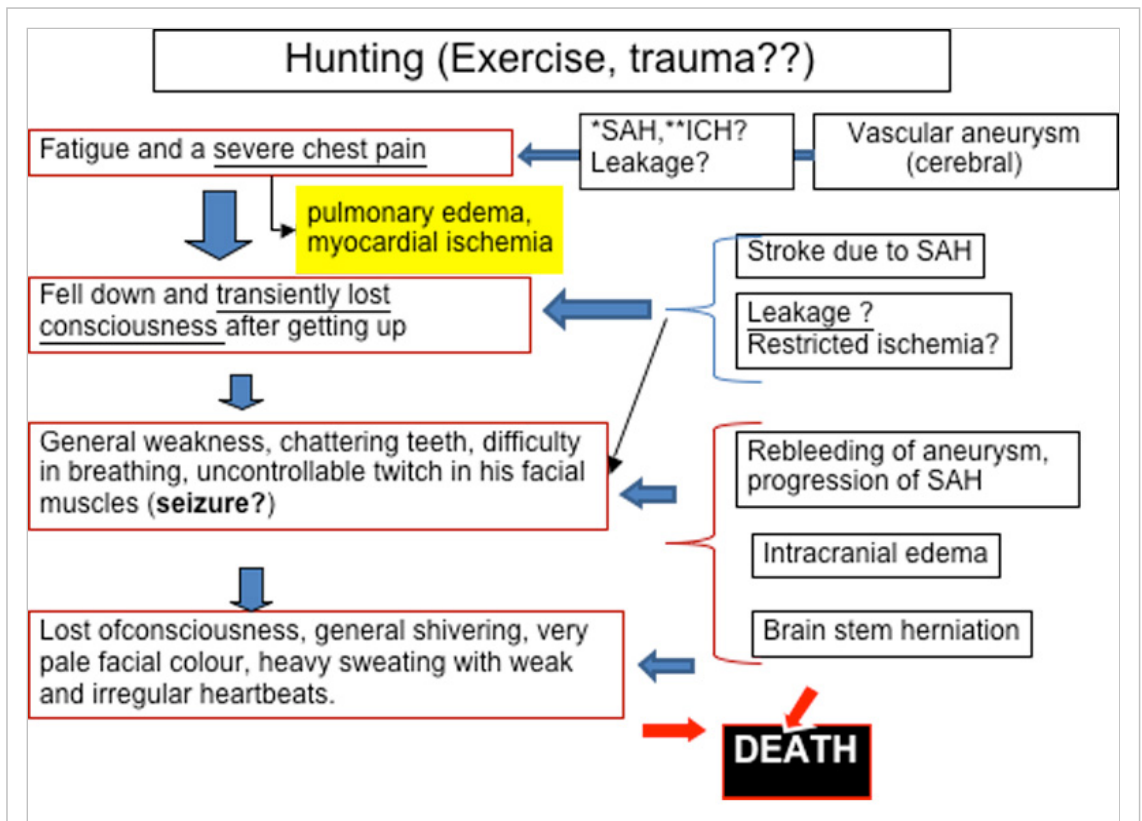 Hunting (Exercise, trauma??)
*SAH,**ICH?
Leakage?
Vascular aneurysm
(cerebral)
Fatigue and a severe chest pain
pulmonary edema,
myocardial ischemia
Stroke due to SAH
Fell down and transiently lost
consciousness after getting up
Leakage ?
Restricted ischemia?
General weakness, chattering teeth, difficulty
in breathing, uncontrollable twitch in his facial
muscles (seizure?)
Rebleeding of aneurysm,
progression of SAH
Intracranial edema
Lost ofconsciousness, general shivering, very
pale facial colour, heavy sweating with weak
and irregular heartbeats.
Brain stem herniation
DEATH